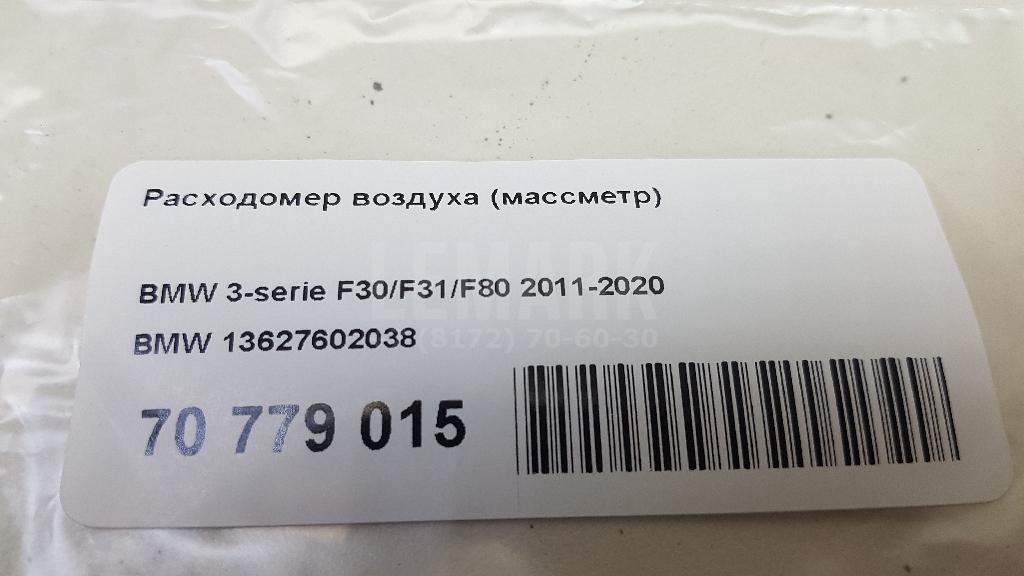 Расходомер воздуха (массметр)
LEMARK
BMW 3-serie F30/F31/F80 2011-2020
BMW 13627602038
(8172) 70-60-30
70 779 015